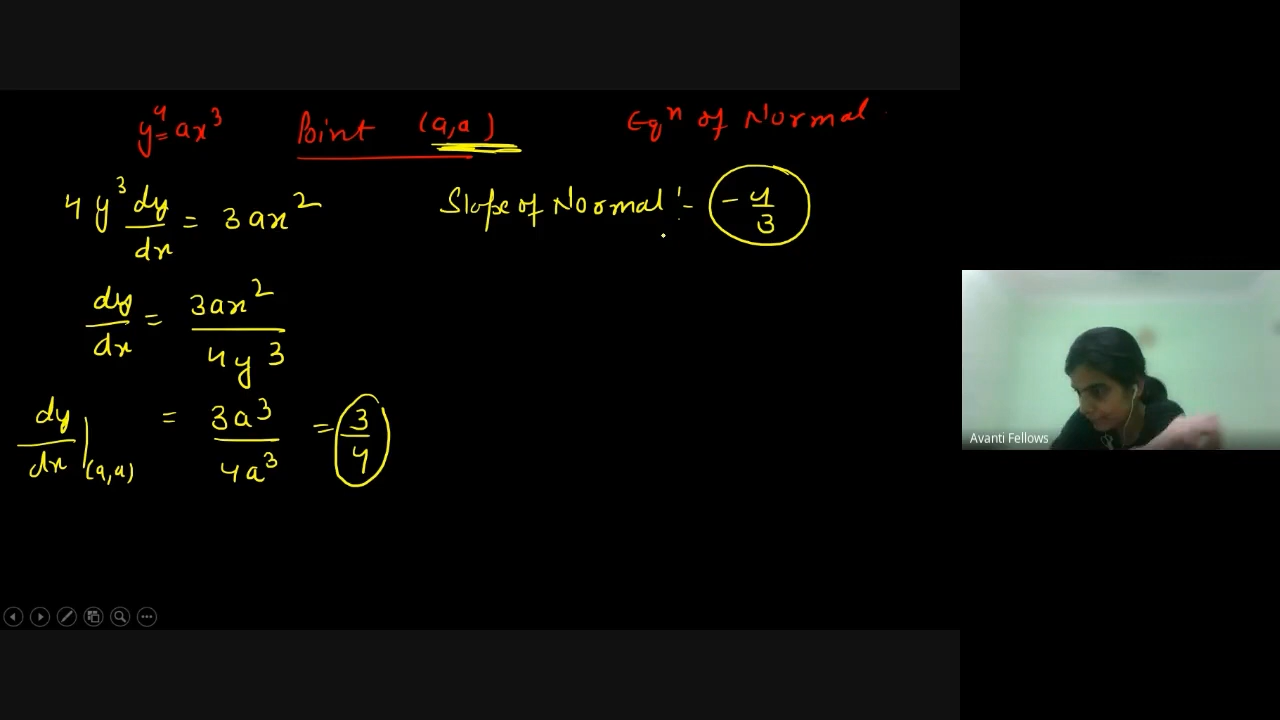 y⁴ = ax³ Point (a,a) Eqⁿ of Normal
4y³ dy/dx = 3ax² Slope of Normal :- -4/3
dy/dx = 3ax²/4y³
dy/dx|(a,a) = 3a³/4a³ = 3/4
Avanti Fellows